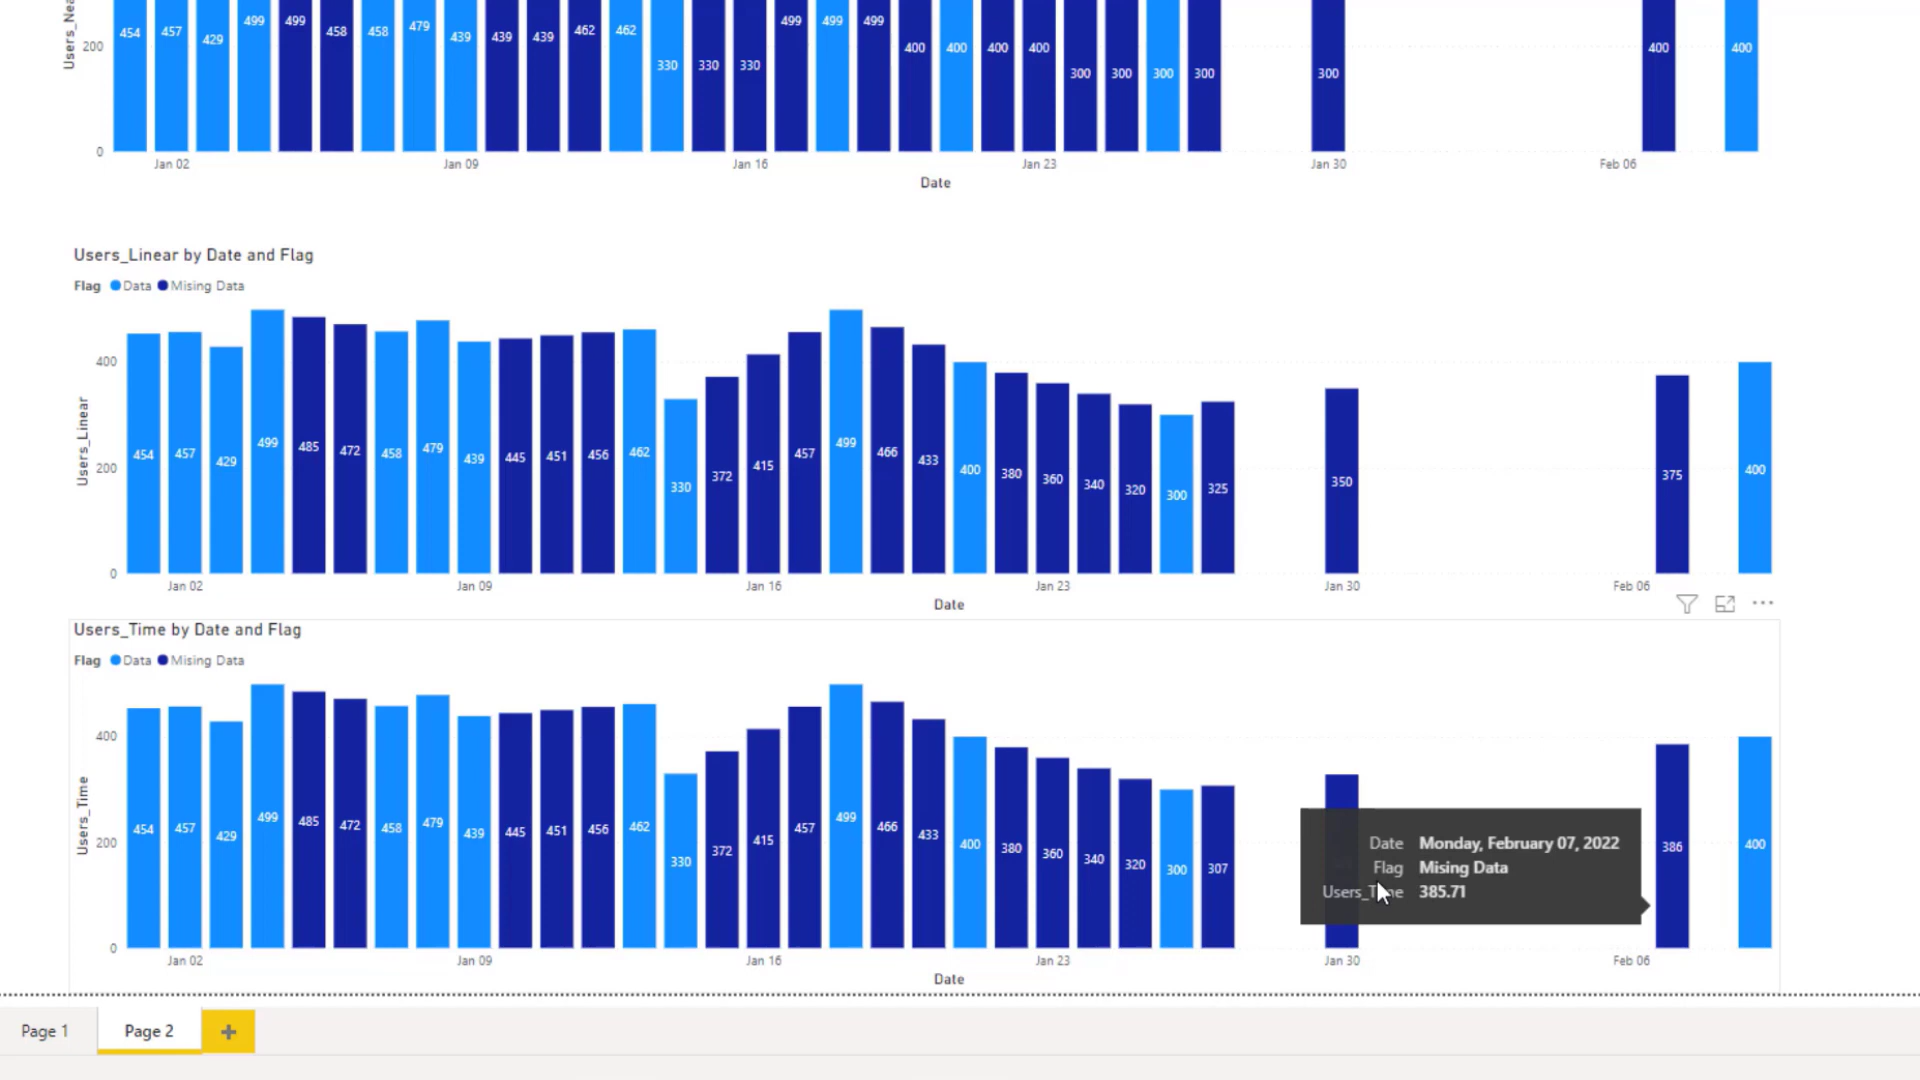 Users_Nea
200
0
454 457 429 499 499 458 458 479 439 439 439 462 462 330 330 330 499 499 499 400 400 400 400 300 300 300 300 300 400 400
Jan 02 Jan 09 Jan 16 Jan 23 Jan 30 Feb 06
Date
Users_Linear by Date and Flag
Flag Data Mising Data
Users_Linear
400
200
0
454 457 429 499 485 472 458 479 439 445 451 456 462 330 372 415 457 499 466 433 400 380 360 340 320 300 325 350 375 400
Jan 02 Jan 09 Jan 16 Jan 23 Jan 30 Feb 06
Date
Users_Time by Date and Flag
Flag Data Mising Data
Users_Time
400
200
0
454 457 429 499 485 472 458 479 439 445 451 456 462 330 372 415 457 499 466 433 400 380 360 340 320 300 307 386 400
Date Monday, February 07, 2022
Flag Mising Data
385.71
Jan 02 Jan 09 Jan 16 Jan 23 Jan 30 Feb 06
Date
Page 1 Page 2 +